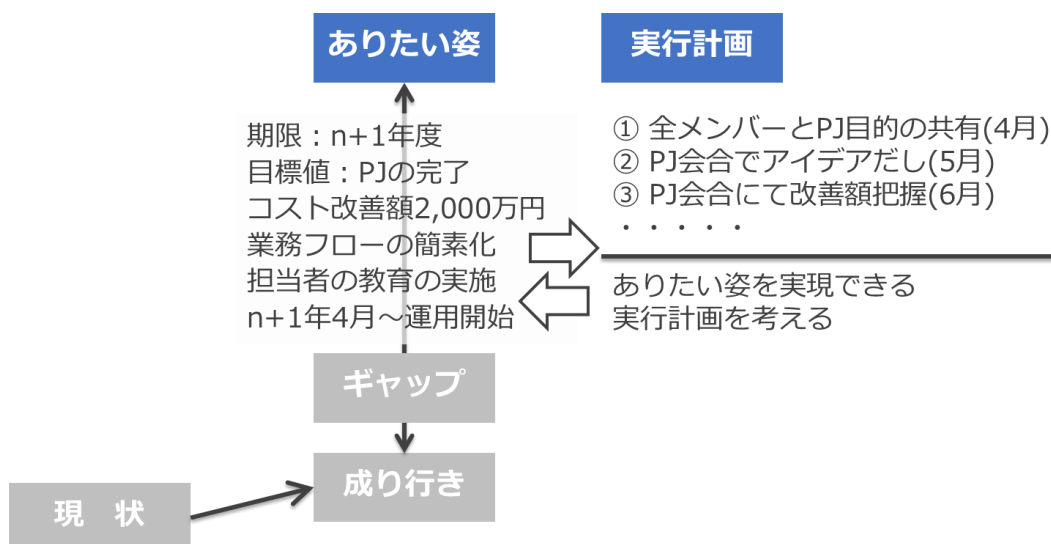 ありたい姿
実行計画
期限：n+1年度
目標値：PJの完了
コスト改善額2,000万円
業務フローの簡素化
担当者の教育の実施
n+1年4月～運用開始
① 全メンバーとPJ目的の共有(4月)
② PJ会合でアイデアだし(5月)
③ PJ会合にて改善額把握(6月)
・・・・・
ありたい姿を実現できる
実行計画を考える
ギャップ
成り行き
現　状